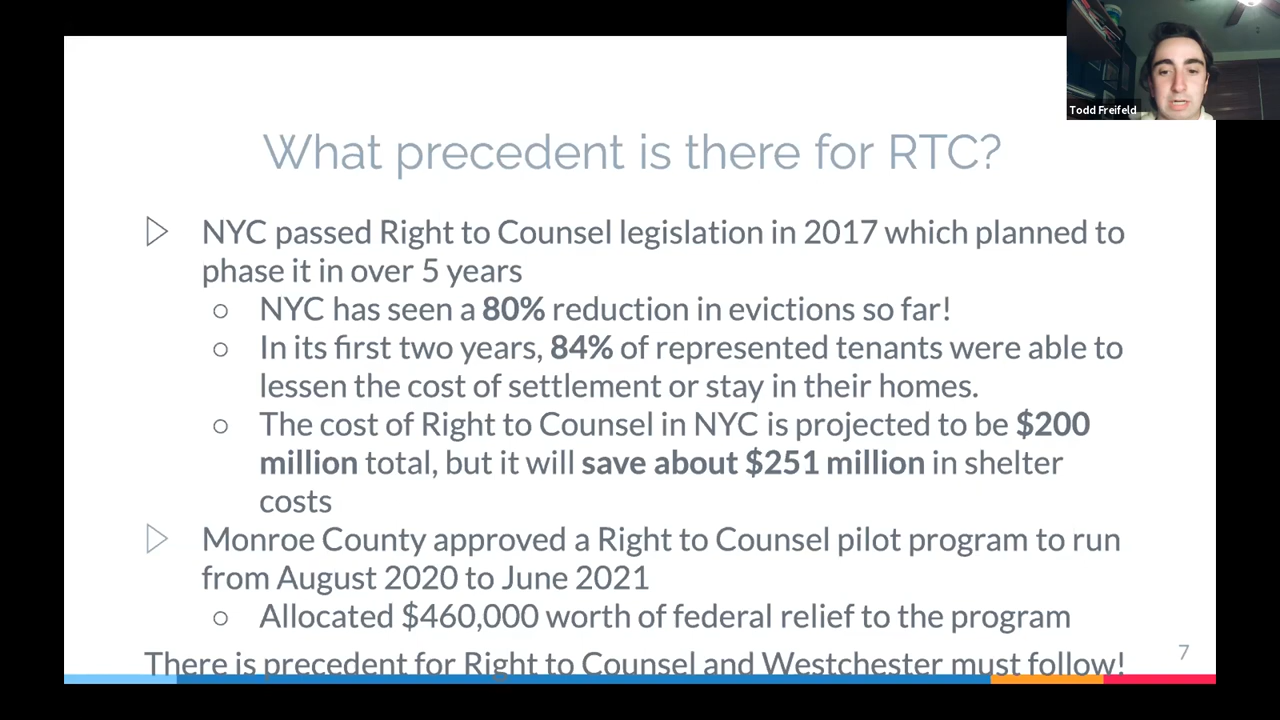 Todd Freifeld
What precedent is there for RTC?
NYC passed Right to Counsel legislation in 2017 which planned to
phase it in over 5 years
NYC has seen a 80% reduction in evictions so far!
In its first two years, 84% of represented tenants were able to
lessen the cost of settlement or stay in their homes.
The cost of Right to Counsel in NYC is projected to be $200
million total, but it will save about $251 million in shelter
costs
Monroe County approved a Right to Counsel pilot program to run
from August 2020 to June 2021
Allocated $460,000 worth of federal relief to the program
There is precedent for Right to Counsel and Westchester must follow!
7